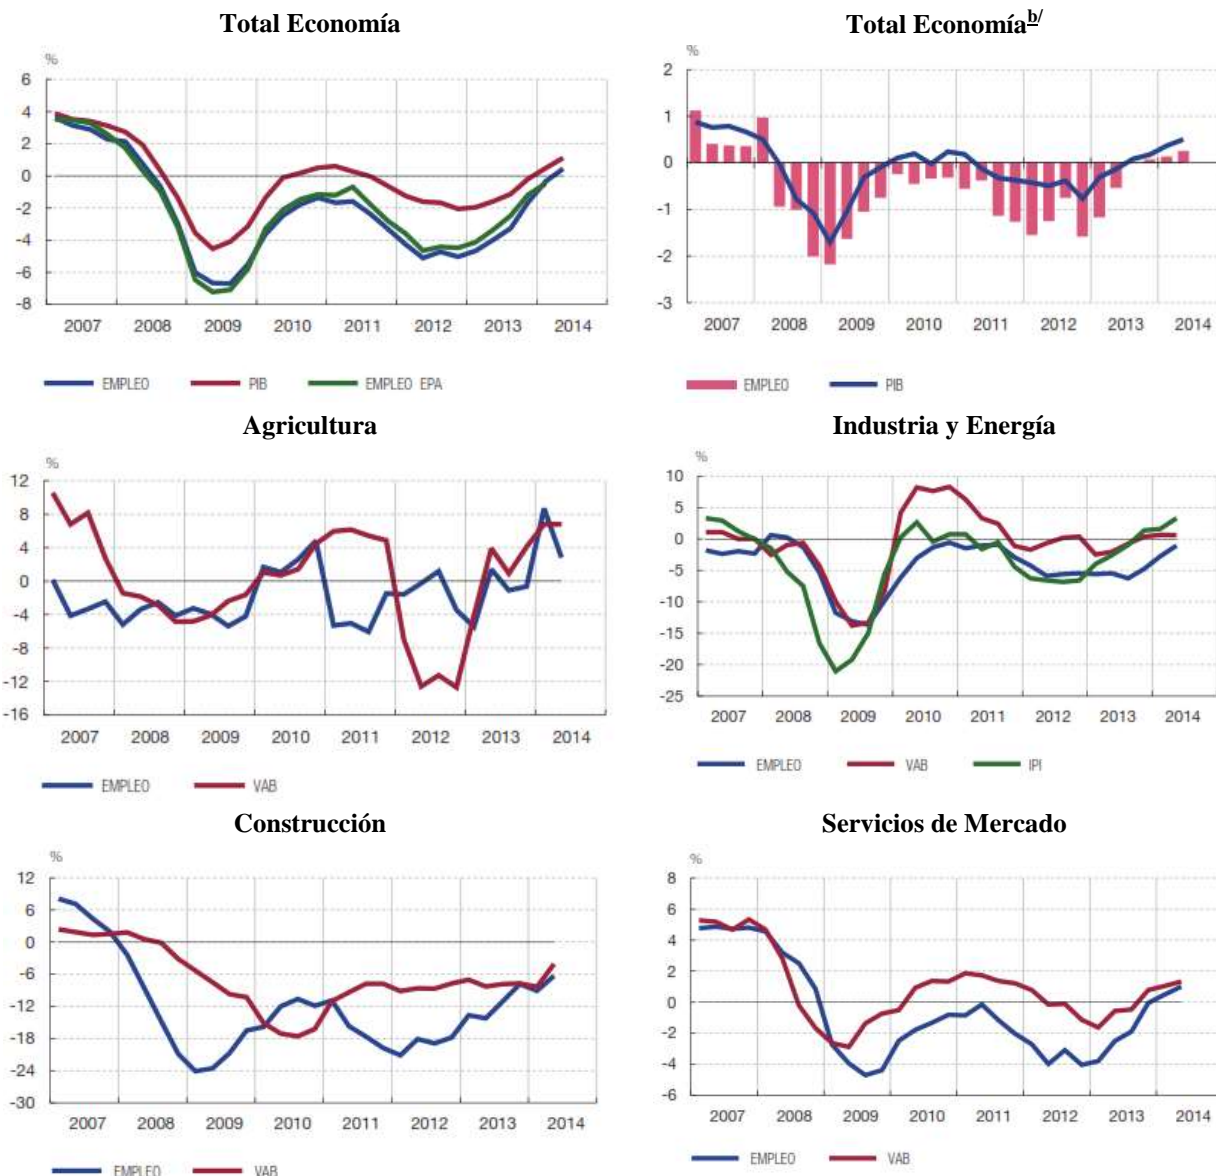 Total Economía
%
6
4
2
0
-2
-4
-6
-8
2007 2008 2009 2010 2011 2012 2013 2014
EMPLEO PIB EMPLEO EPA
Total Economíab/
%
2
1
0
-1
-2
-3
2007 2008 2009 2010 2011 2012 2013 2014
EMPLEO PIB
Agricultura
%
12
8
4
0
-4
-8
-12
-16
2007 2008 2009 2010 2011 2012 2013 2014
EMPLEO VAB
Industria y Energía
%
10
5
0
-5
-10
-15
-20
-25
2007 2008 2009 2010 2011 2012 2013 2014
EMPLEO VAB IPI
Construcción
%
12
6
0
-6
-12
-18
-24
-30
2007 2008 2009 2010 2011 2012 2013 2014
EMPLEO VAB
Servicios de Mercado
%
8
6
4
2
0
-2
-4
-6
2007 2008 2009 2010 2011 2012 2013 2014
EMPLEO VAB